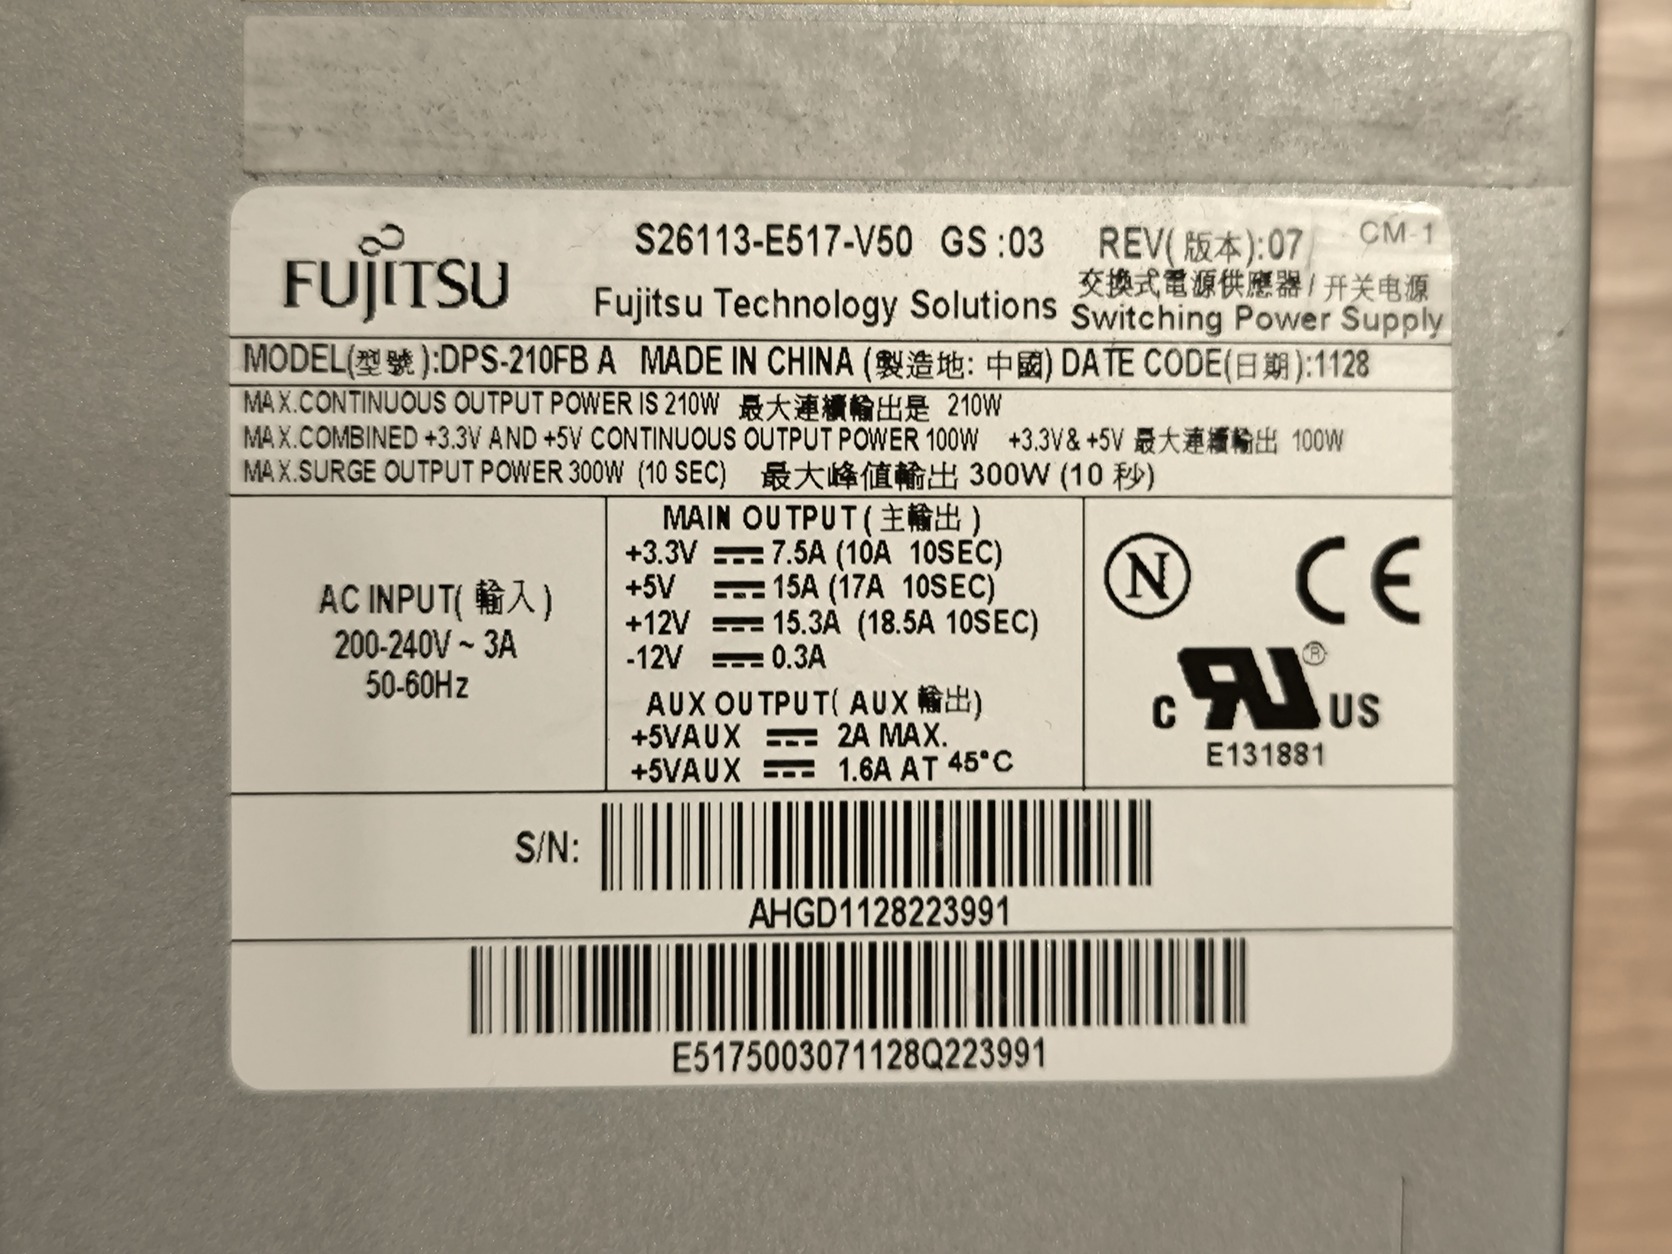 FUJITSU
S26113-E517-V50 GS :03 REV(版本):07 CM-1
Fujitsu Technology Solutions
交換式電源供應器/开关电源
Switching Power Supply
MODEL(型號):DPS-210FB A MADE IN CHINA (製造地: 中國) DATE CODE(日期):1128
MAX.CONTINUOUS OUTPUT POWER IS 210W 最大連續輸出是 210W
MAX.COMBINED +3.3V AND +5V CONTINUOUS OUTPUT POWER 100W +3.3V& +5V 最大連續輸出 100W
MAX.SURGE OUTPUT POWER 300W (10 SEC) 最大峰值輸出 300W (10 秒)
AC INPUT(輸入)
200-240V ~ 3A
50-60Hz
MAIN OUTPUT (主輸出)
+3.3V ⎓ 7.5A (10A 10SEC)
+5V ⎓ 15A (17A 10SEC)
+12V ⎓ 15.3A (18.5A 10SEC)
-12V ⎓ 0.3A
AUX OUTPUT( AUX 輸出)
+5VAUX ⎓ 2A MAX.
+5VAUX ⎓ 1.6A AT 45°C
N CE
c RU ® US
E131881
S/N:
AHGD1128223991
E5175003071128Q223991